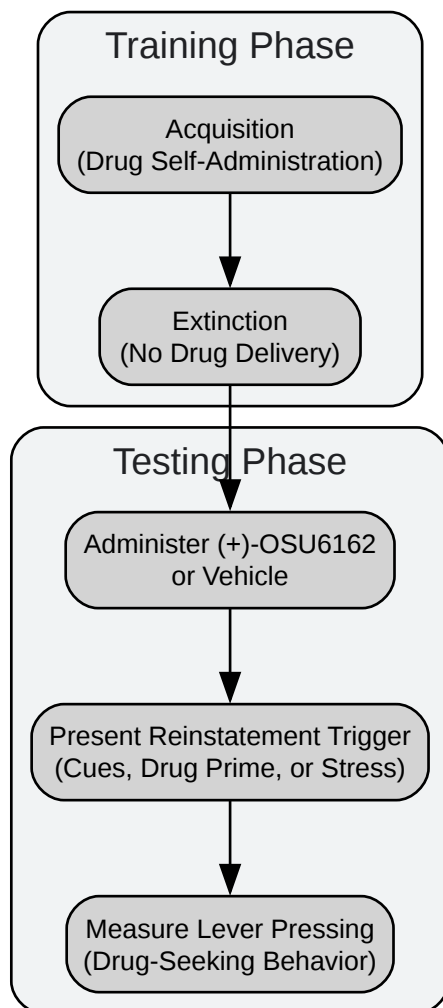 Training Phase
Acquisition
(Drug Self-Administration)
Extinction
(No Drug Delivery)
Testing Phase
Administer (+)-OSU6162
or Vehicle
Present Reinstatement Trigger
(Cues, Drug Prime, or Stress)
Measure Lever Pressing
(Drug-Seeking Behavior)